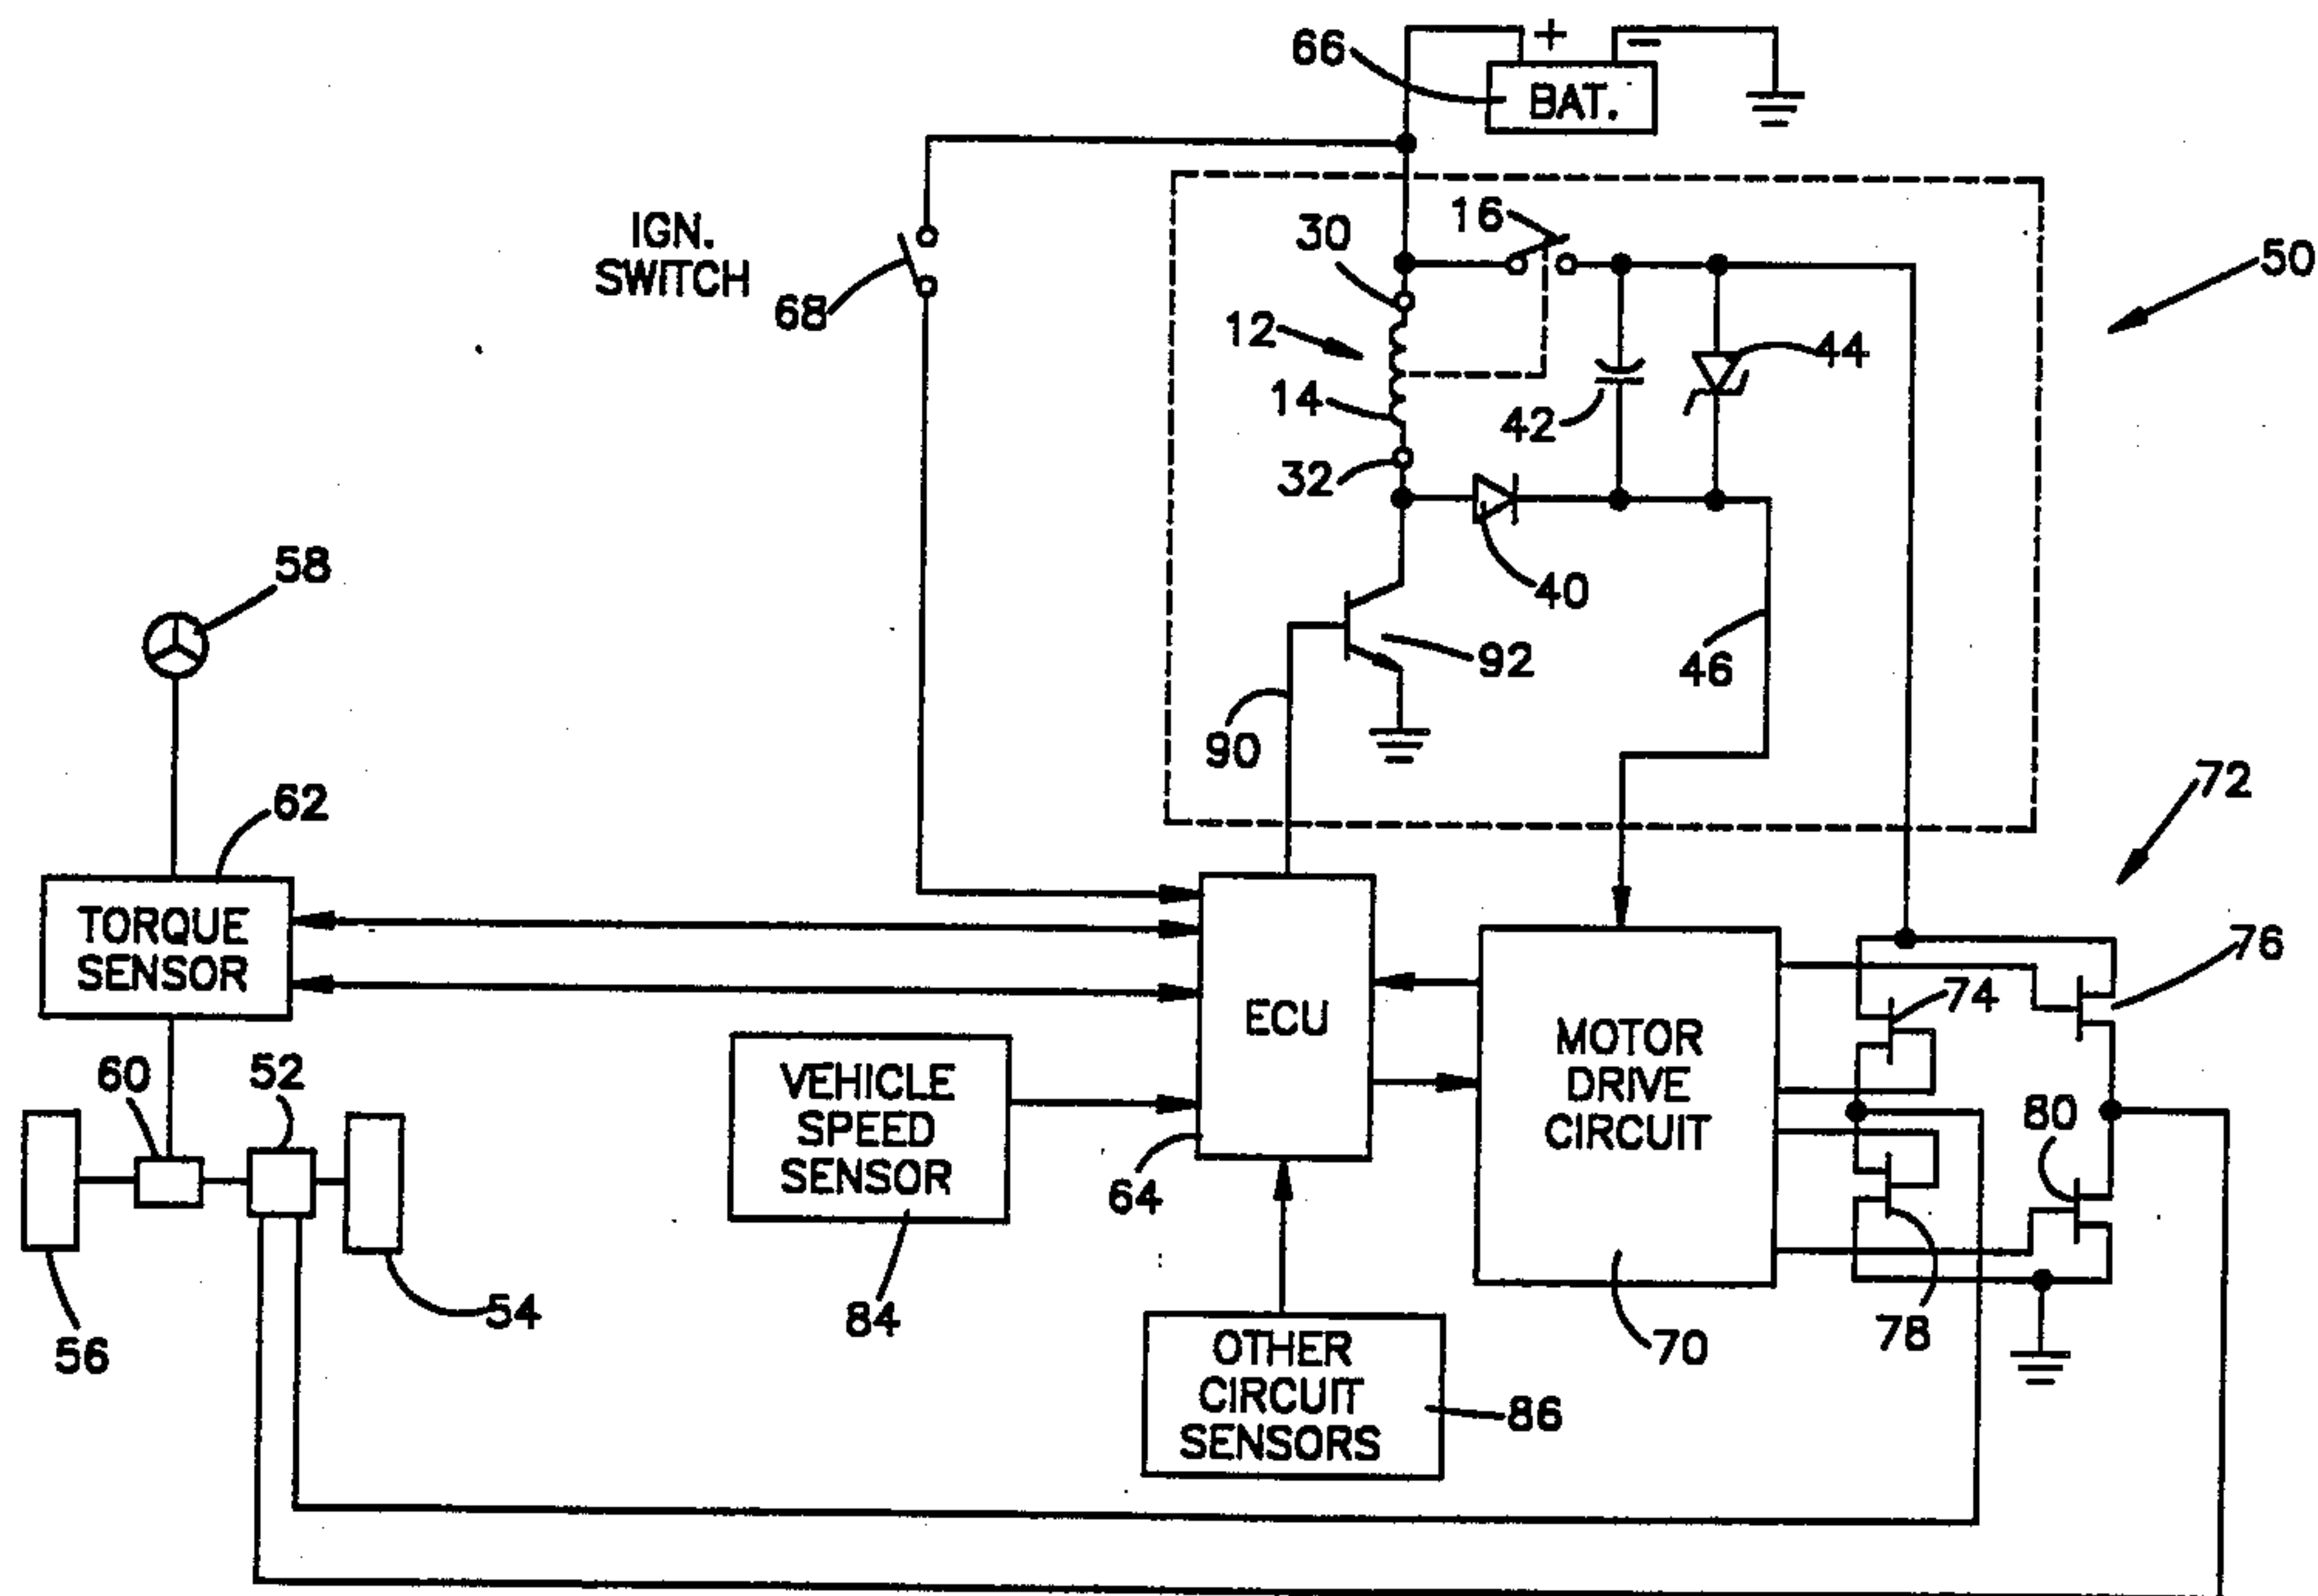 66
+
−
BAT.
IGN.
SWITCH
68
30
16
50
12
44
14
42
32
40
92
46
90
58
62
72
TORQUE
SENSOR
76
74
ECU
MOTOR
DRIVE
CIRCUIT
60
52
VEHICLE
SPEED
SENSOR
80
64
84
54
56
78
70
OTHER
CIRCUIT
SENSORS
86